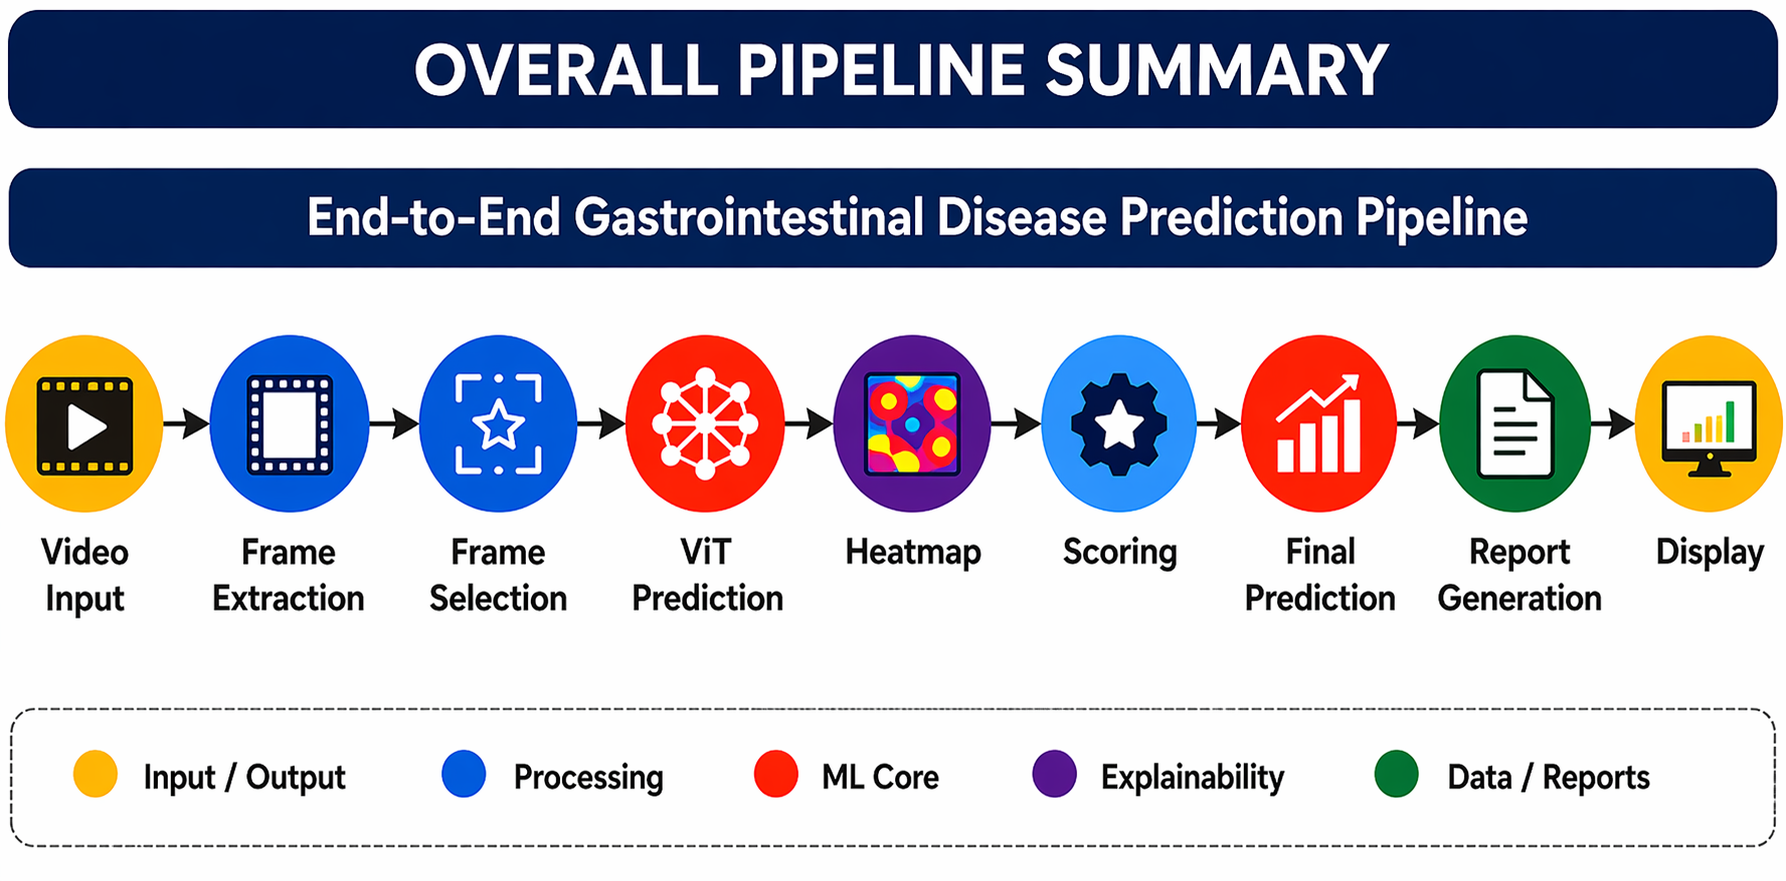 OVERALL PIPELINE SUMMARY
End-to-End Gastrointestinal Disease Prediction Pipeline
Video
Input
Frame
Extraction
Frame
Selection
ViT
Prediction
Heatmap
Scoring
Final
Prediction
Report
Generation
Display
Input / Output
Processing
ML Core
Explainability
Data / Reports